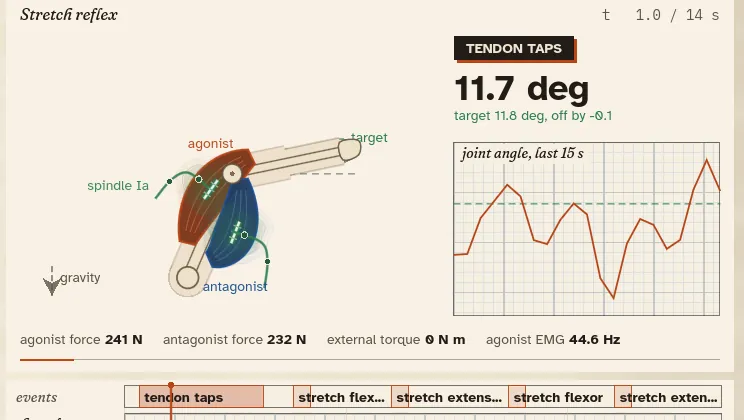 Stretch reflex
t 1.0 / 14 s
TENDON TAPS
11.7 deg
target 11.8 deg, off by -0.1
joint angle, last 15 s
agonist
target
spindle Ia
gravity
antagonist
agonist force 241 N antagonist force 232 N external torque 0 N m agonist EMG 44.6 Hz
events tendon taps stretch flex... stretch extens... stretch flexor stretch exten...